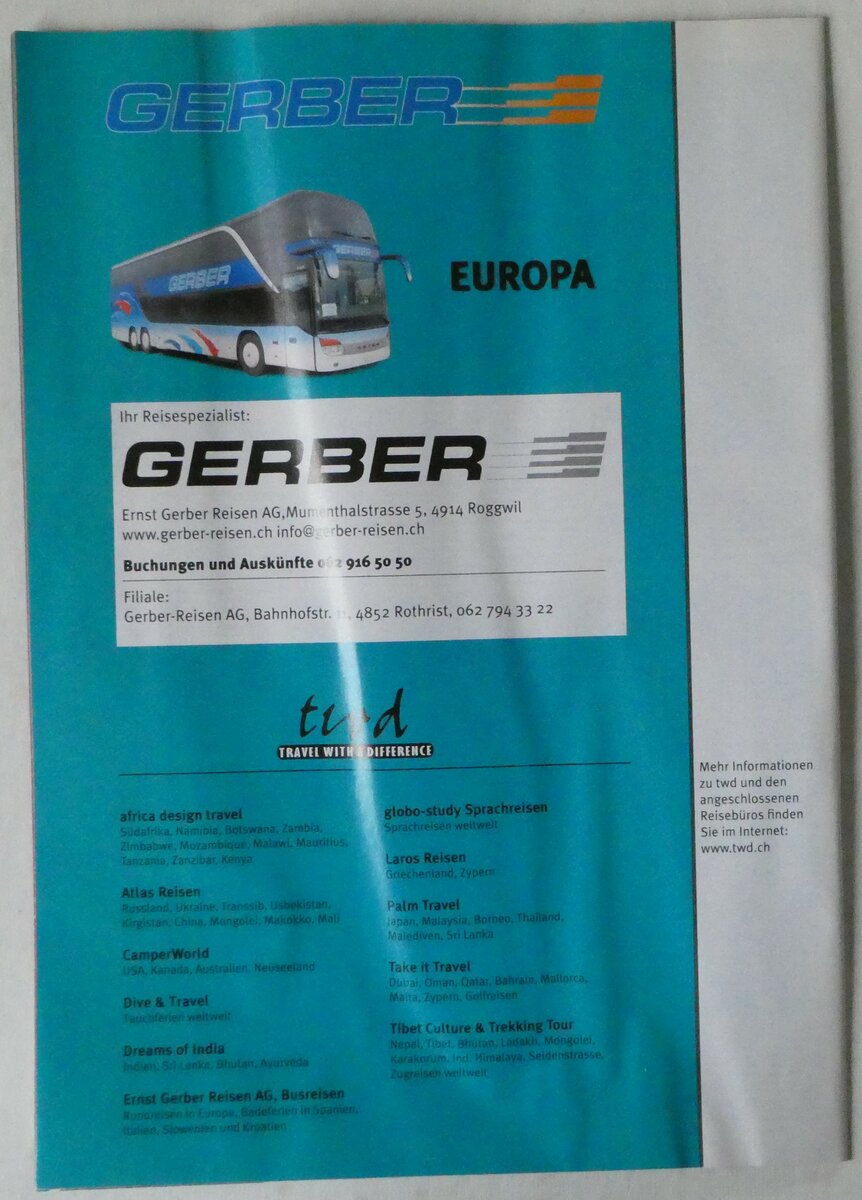 GERBER
GERBER
GERBER
EUROPA
Ihr Reisespezialist:
GERBER
Ernst Gerber Reisen AG,Mumenthalstrasse 5, 4914 Roggwil
www.gerber-reisen.ch info@gerber-reisen.ch
Buchungen und Auskünfte 062 916 50 50
Filiale:
Gerber-Reisen AG, Bahnhofstr. 4852 Rothrist, 062 794 33 22
twd
TRAVEL WITH A DIFFERENCE
africa design travel
Südafrika, Namibia, Botswana, Zambia,
Zimbabwe, Mozambique, Malawi, Mauritius,
Tanzania, Zanzibar, Kenya
Atlas Reisen
Russland, Ukraine, Transsib, Usbekistan,
Kirgistan, China, Mongolei, Makokko, Mali
CamperWorld
USA, Kanada, Australien, Neuseeland
Dive & Travel
Tauchferien weltweit
Dreams of India
Indien, Sri Lanka, Bhutan, Ayurveda
Ernst Gerber Reisen AG, Busreisen
Rundreisen in Europa, Badeferien in Spanien,
Italien, Slowenien und Kroatien
globo-study Sprachreisen
Sprachreisen weltweit
Laros Reisen
Griechenland, Zypern
Palm Travel
Japan, Malaysia, Borneo, Thailand,
Malediven, Sri Lanka
Take it Travel
Dubai, Oman, Qatar, Bahrain, Mallorca,
Malta, Zypern, Golfreisen
Tibet Culture & Trekking Tour
Nepal, Tibet, Bhutan, Ladakh, Mongolei,
Karakorum, Ind. Himalaya, Seidenstrasse,
Zugreisen weltweit
Mehr Informationen
zu twd und den
angeschlossenen
Reisebüros finden
Sie im Internet:
www.twd.ch